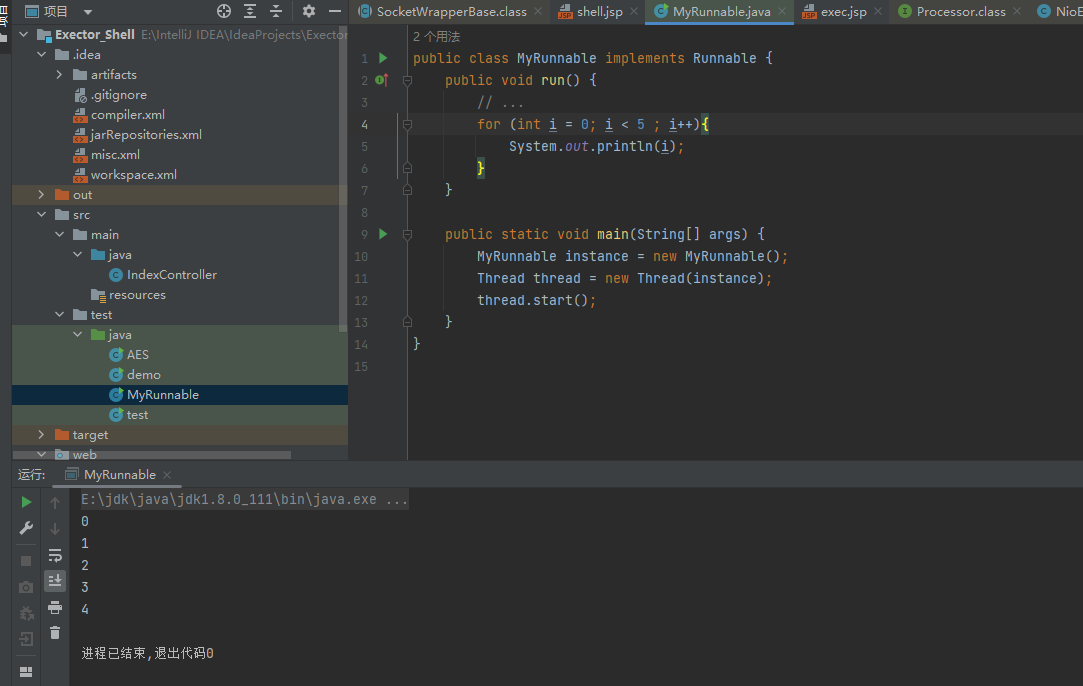 项目
SocketWrapperBase.class
shell.jsp
MyRunnable.java
exec.jsp
Processor.class
Exector_Shell E:\IntelliJ IDEA\IdeaProjects\Exector
.idea
artifacts
.gitignore
compiler.xml
jarRepositories.xml
misc.xml
workspace.xml
out
src
main
java
IndexController
resources
test
java
AES
demo
MyRunnable
test
target
web
2 个用法
1 public class MyRunnable implements Runnable {
2 public void run() {
3 // ...
4 for (int i = 0; i < 5 ; i++){
5 System.out.println(i);
6 }
7 }
8
9 public static void main(String[] args) {
10 MyRunnable instance = new MyRunnable();
11 Thread thread = new Thread(instance);
12 thread.start();
13 }
14 }
15
运行: MyRunnable
E:\jdk\java\jdk1.8.0_111\bin\java.exe ...
0
1
2
3
4
进程已结束,退出代码0